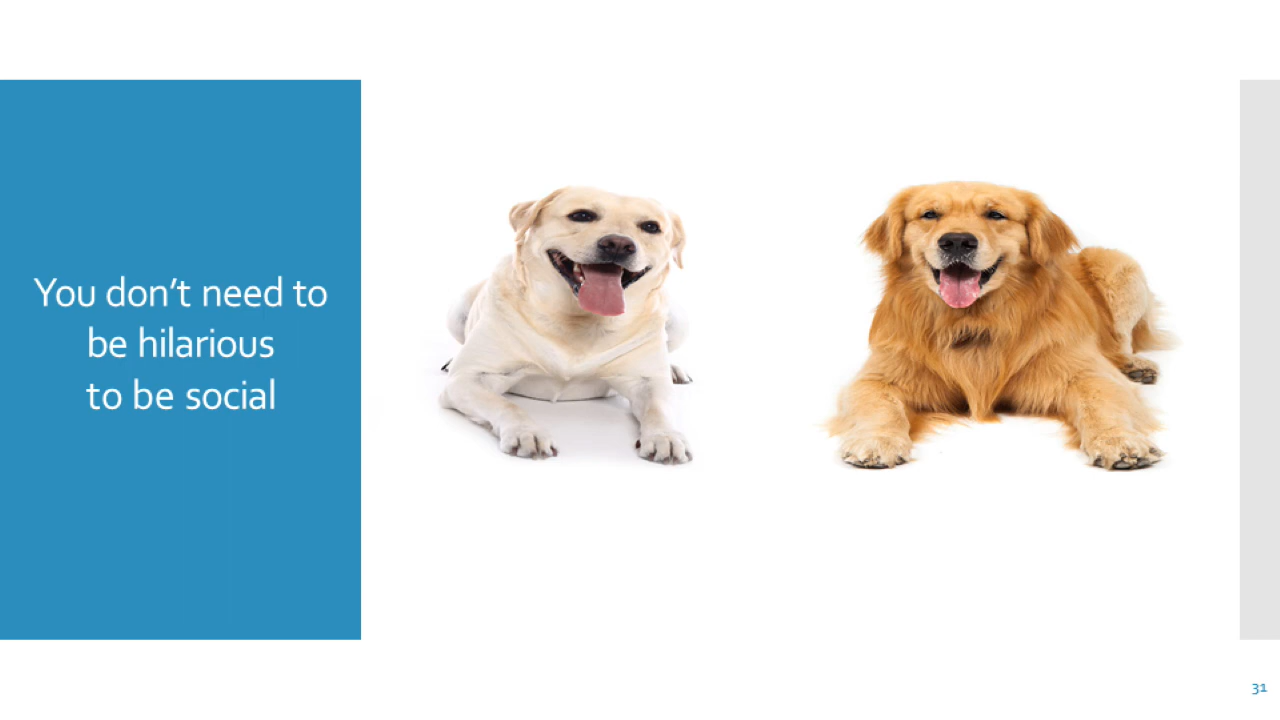 You don’t need to
be hilarious
to be social
31